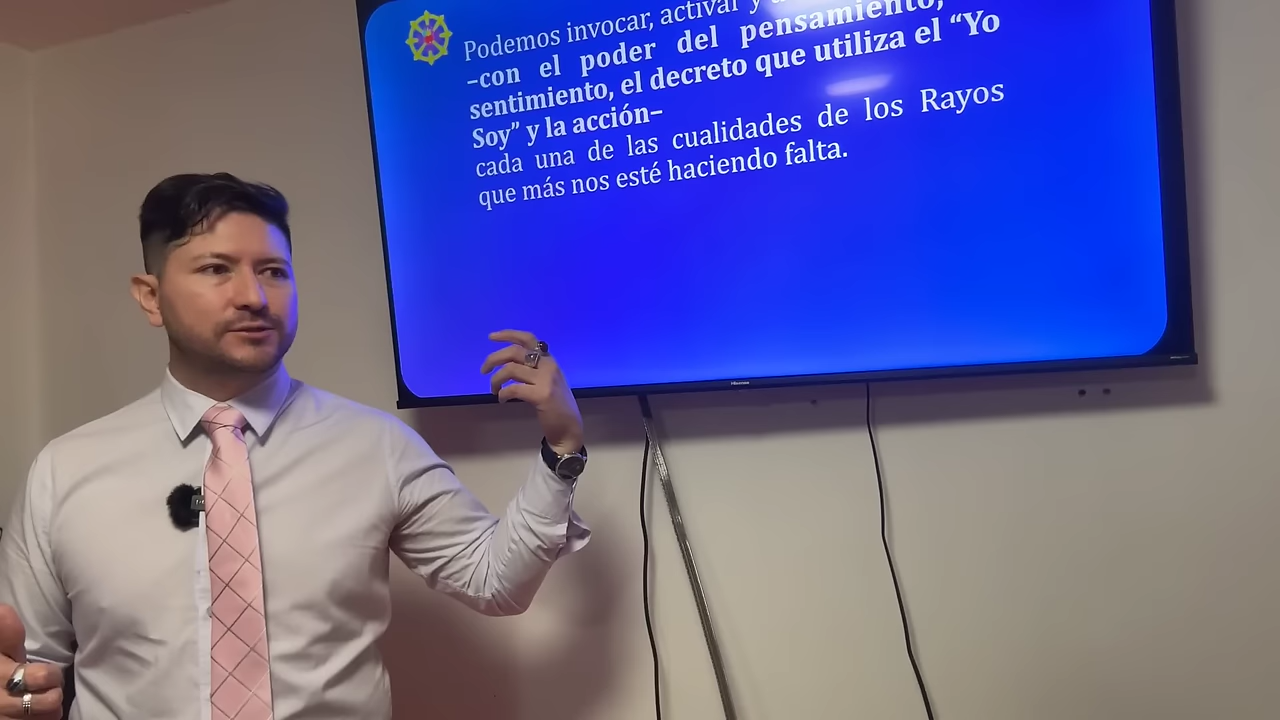 Podemos invocar, activar y
–con el poder del pensamiento,
sentimiento, el decreto que utiliza el “Yo
Soy” y la acción–
cada una de las cualidades de los Rayos
que más nos esté haciendo falta.
Hisense